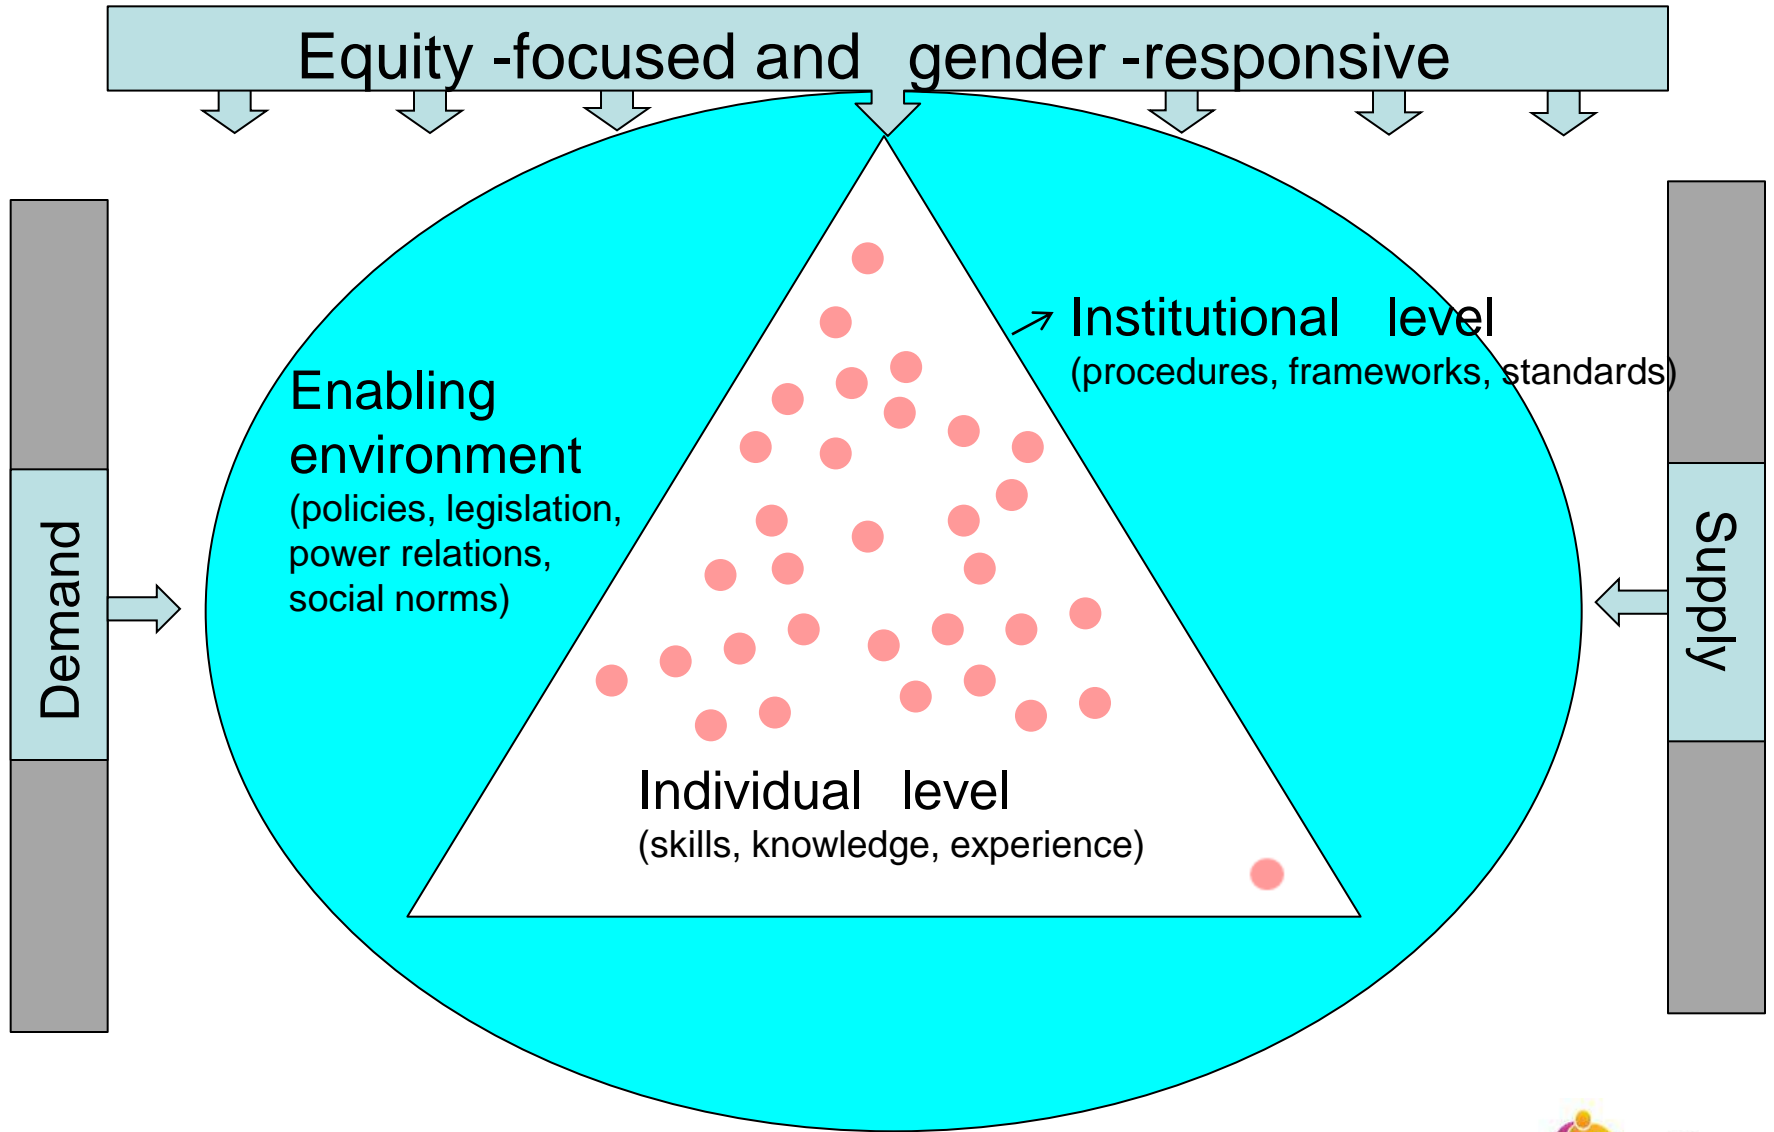 Equity -focused and gender -responsive
Institutional level
(procedures, frameworks, standards)
Enabling
environment
(policies, legislation,
power relations,
social norms)
Demand
Supply
Individual level
(skills, knowledge, experience)